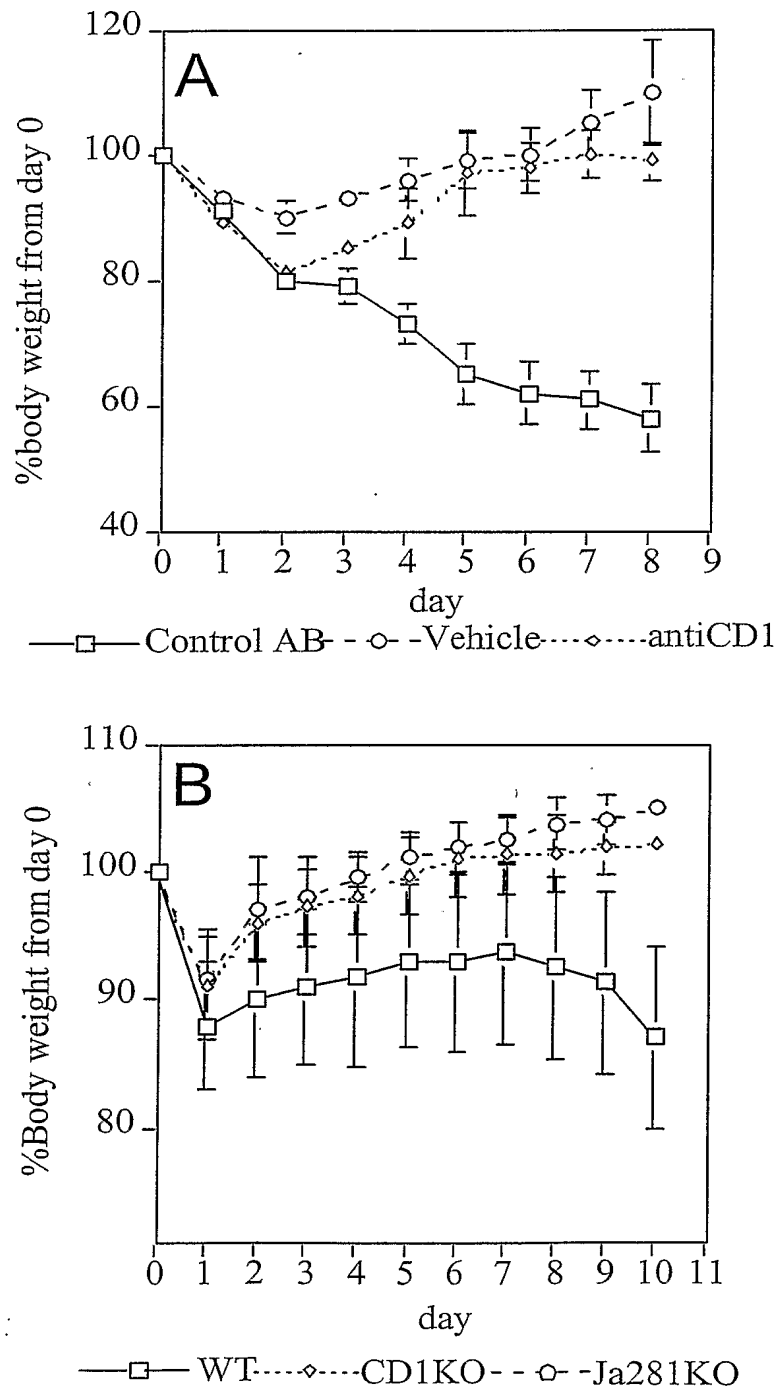 A
%body weight from day 0
120
100
80
60
40
0 1 2 3 4 5 6 7 8 9
day
Control AB Vehicle antiCD1
B
%Body weight from day 0
110
100
90
80
0 1 2 3 4 5 6 7 8 9 10 11
day
WT CD1KO Ja281KO